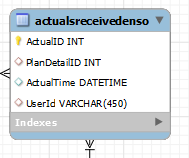 actualsreceivedenso
ActualID INT
PlanDetailID INT
ActualTime DATETIME
UserId VARCHAR(450)
Indexes